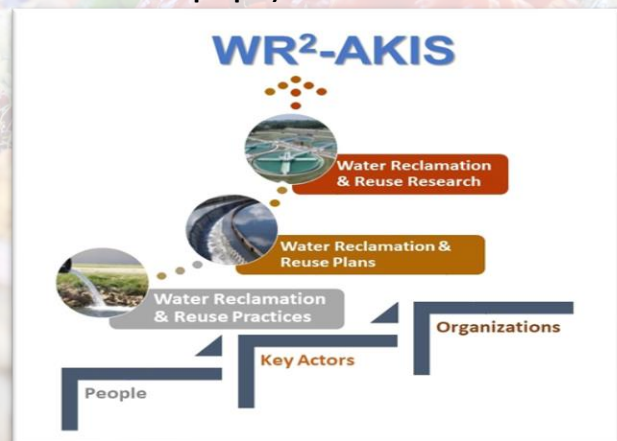 WR²-AKIS
Water Reclamation
& Reuse Research
Water Reclamation &
Reuse Plans
Water Reclamation
& Reuse Practices
Organizations
Key Actors
People